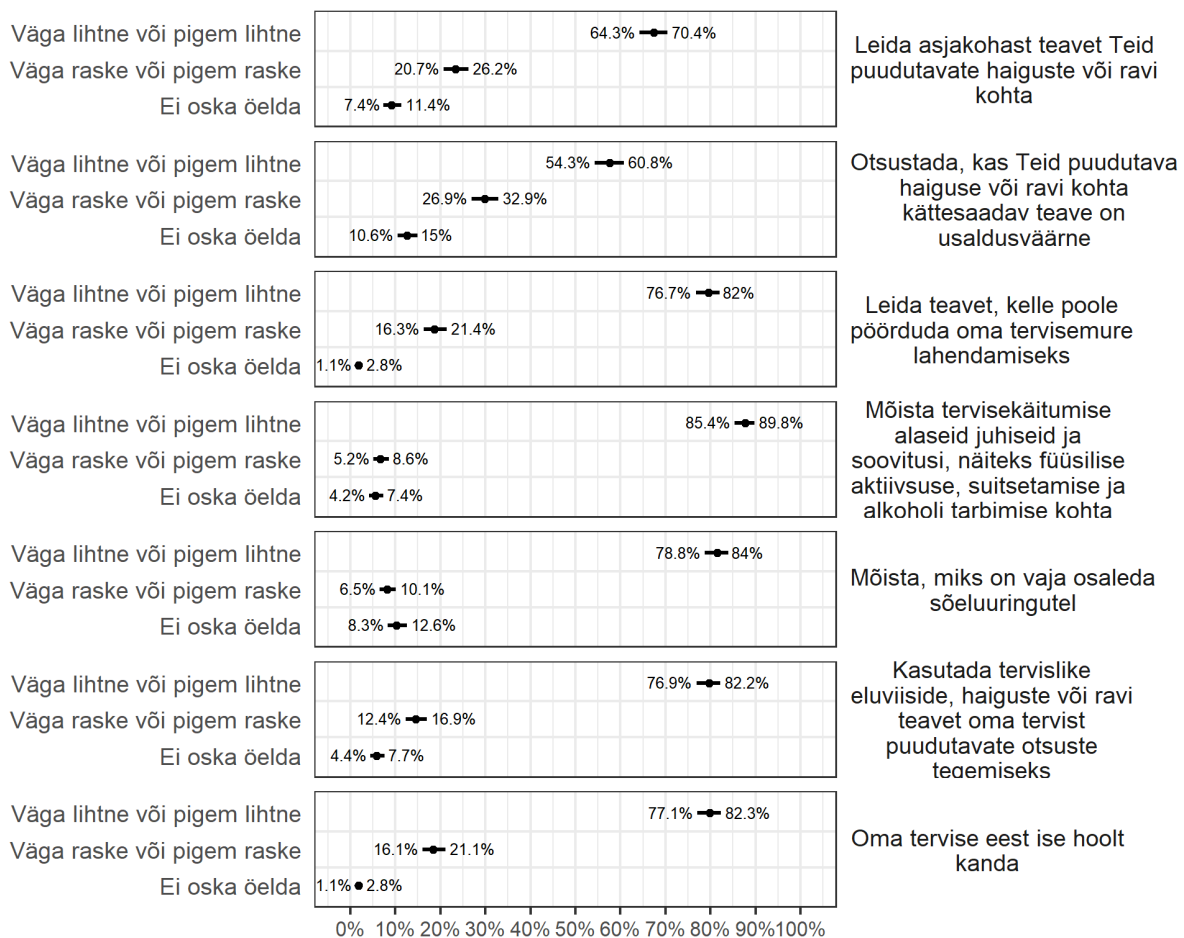 Väga lihtne või pigem lihtne
64.3% 70.4%
Väga raske või pigem raske
20.7% 26.2%
Ei oska öelda
7.4% 11.4%
Leida asjakohast teavet Teid
puudutavate haiguste või ravi
kohta
Väga lihtne või pigem lihtne
54.3% 60.8%
Väga raske või pigem raske
26.9% 32.9%
Ei oska öelda
10.6% 15%
Otsustada, kas Teid puudutava
haiguse või ravi kohta
kättesaadav teave on
usaldusväärne
Väga lihtne või pigem lihtne
76.7% 82%
Väga raske või pigem raske
16.3% 21.4%
Ei oska öelda
1.1% 2.8%
Leida teavet, kelle poole
pöörduda oma tervisemure
lahendamiseks
Väga lihtne või pigem lihtne
85.4% 89.8%
Väga raske või pigem raske
5.2% 8.6%
Ei oska öelda
4.2% 7.4%
Mõista tervisekäitumise
alaseid juhiseid ja
soovitusi, näiteks füüsilise
aktiivsuse, suitsetamise ja
alkoholi tarbimise kohta
Väga lihtne või pigem lihtne
78.8% 84%
Väga raske või pigem raske
6.5% 10.1%
Ei oska öelda
8.3% 12.6%
Mõista, miks on vaja osaleda
sõeluuringutel
Väga lihtne või pigem lihtne
76.9% 82.2%
Väga raske või pigem raske
12.4% 16.9%
Ei oska öelda
4.4% 7.7%
Kasutada tervislike
eluviiside, haiguste või ravi
teavet oma tervist
puudutavate otsuste
tegemiseks
Väga lihtne või pigem lihtne
77.1% 82.3%
Väga raske või pigem raske
16.1% 21.1%
Ei oska öelda
1.1% 2.8%
Oma tervise eest ise hoolt
kanda
0% 10% 20% 30% 40% 50% 60% 70% 80% 90% 100%